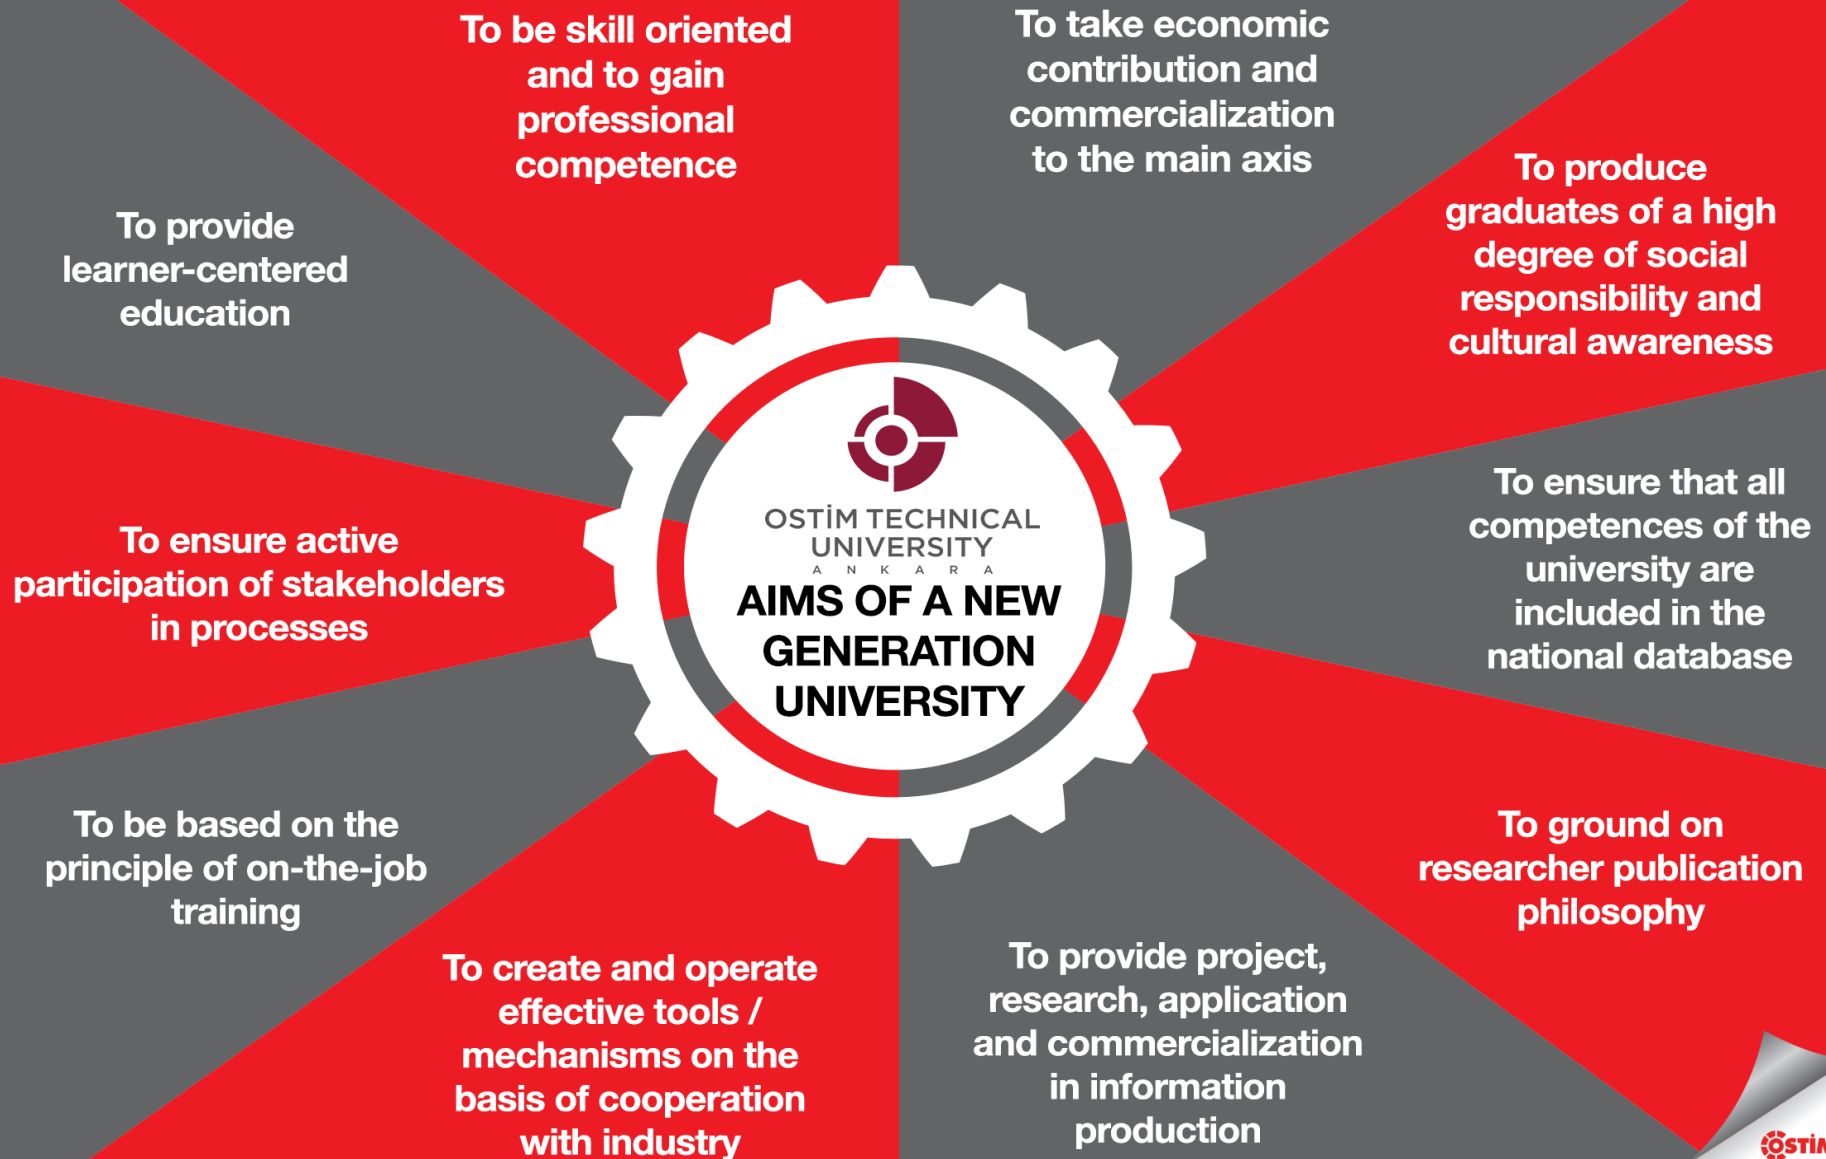 To be skill oriented
and to gain
professional
competence
To take economic
contribution and
commercialization
to the main axis
To produce
graduates of a high
degree of social
responsibility and
cultural awareness
To ensure that all
competences of the
university are
included in the
national database
To ground on
researcher publication
philosophy
To provide project,
research, application
and commercialization
in information
production
To create and operate
effective tools /
mechanisms on the
basis of cooperation
with industry
To be based on the
principle of on-the-job
training
To ensure active
participation of stakeholders
in processes
To provide
learner-centered
education
OSTİM TECHNICAL
UNIVERSITY
ANKARA
AIMS OF A NEW
GENERATION
UNIVERSITY